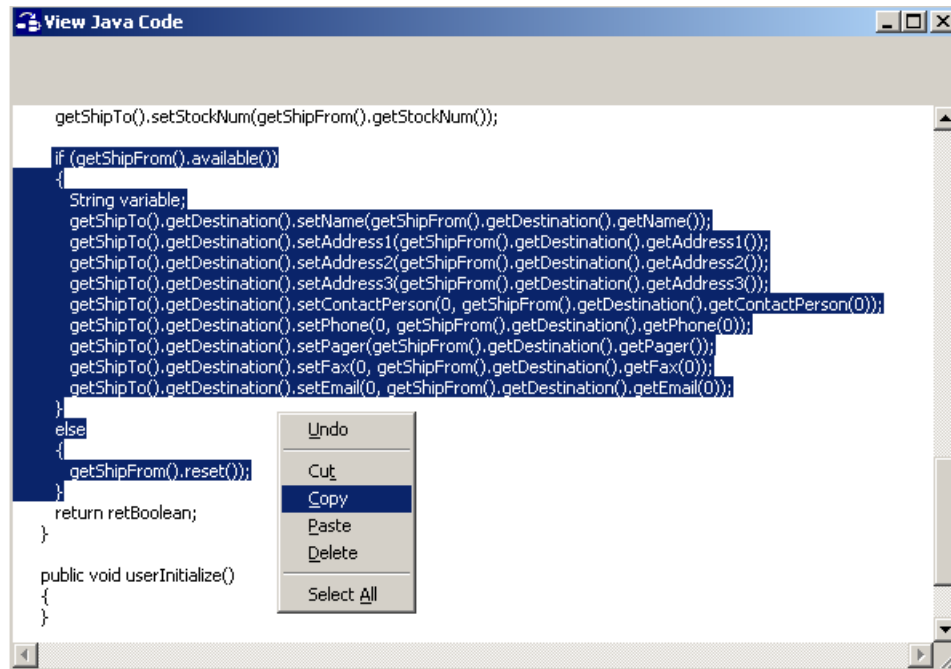 View Java Code
getShipTo().setStockNum(getShipFrom().getStockNum());
if (getShipFrom().available())
{
String variable;
getShipTo().getDestination().setName(getShipFrom().getDestination().getName());
getShipTo().getDestination().setAddress1(getShipFrom().getDestination().getAddress1());
getShipTo().getDestination().setAddress2(getShipFrom().getDestination().getAddress2());
getShipTo().getDestination().setAddress3(getShipFrom().getDestination().getAddress3());
getShipTo().getDestination().setContactPerson(0, getShipFrom().getDestination().getContactPerson(0));
getShipTo().getDestination().setPhone(0, getShipFrom().getDestination().getPhone(0));
getShipTo().getDestination().setPager(getShipFrom().getDestination().getPager());
getShipTo().getDestination().setFax(0, getShipFrom().getDestination().getFax(0));
getShipTo().getDestination().setEmail(0, getShipFrom().getDestination().getEmail(0));
}
else
{
getShipFrom().reset());
}
return retBoolean;
}
public void userInitialize()
{
}
Undo
Cut
Copy
Paste
Delete
Select All